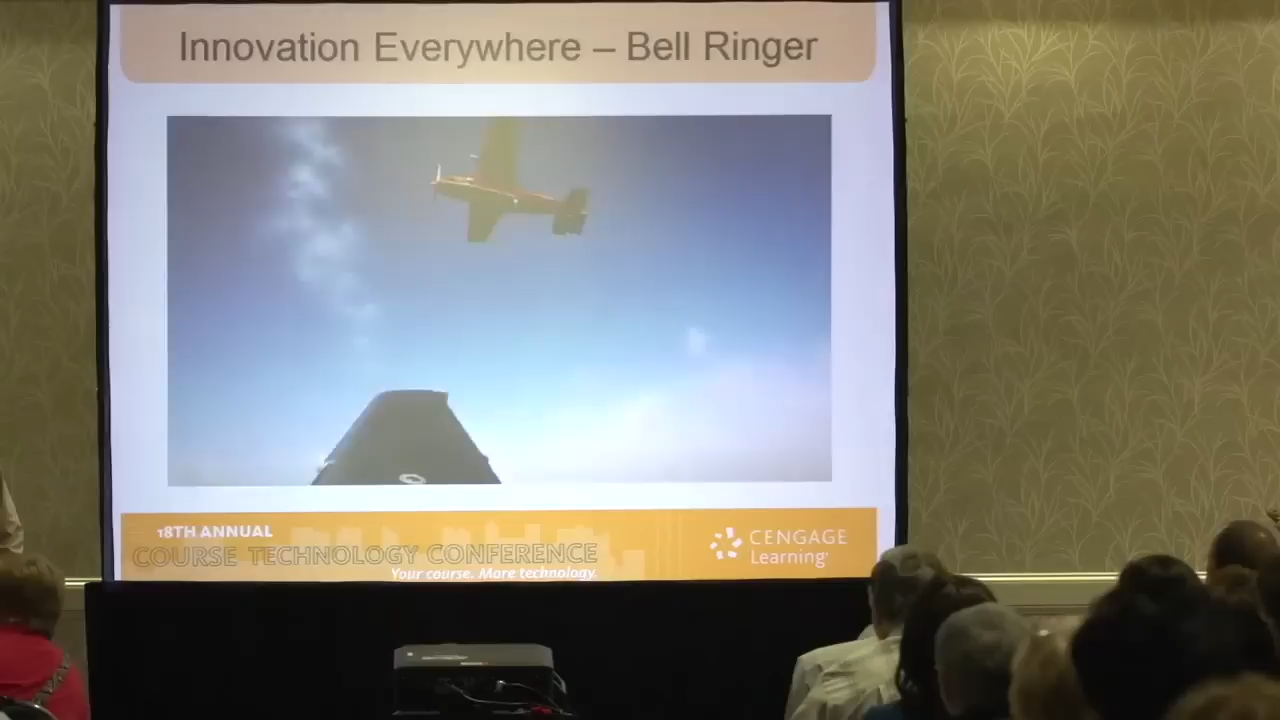 Innovation Everywhere – Bell Ringer
18TH ANNUAL
COURSE TECHNOLOGY CONFERENCE
Your course. More technology.
CENGAGE
Learning